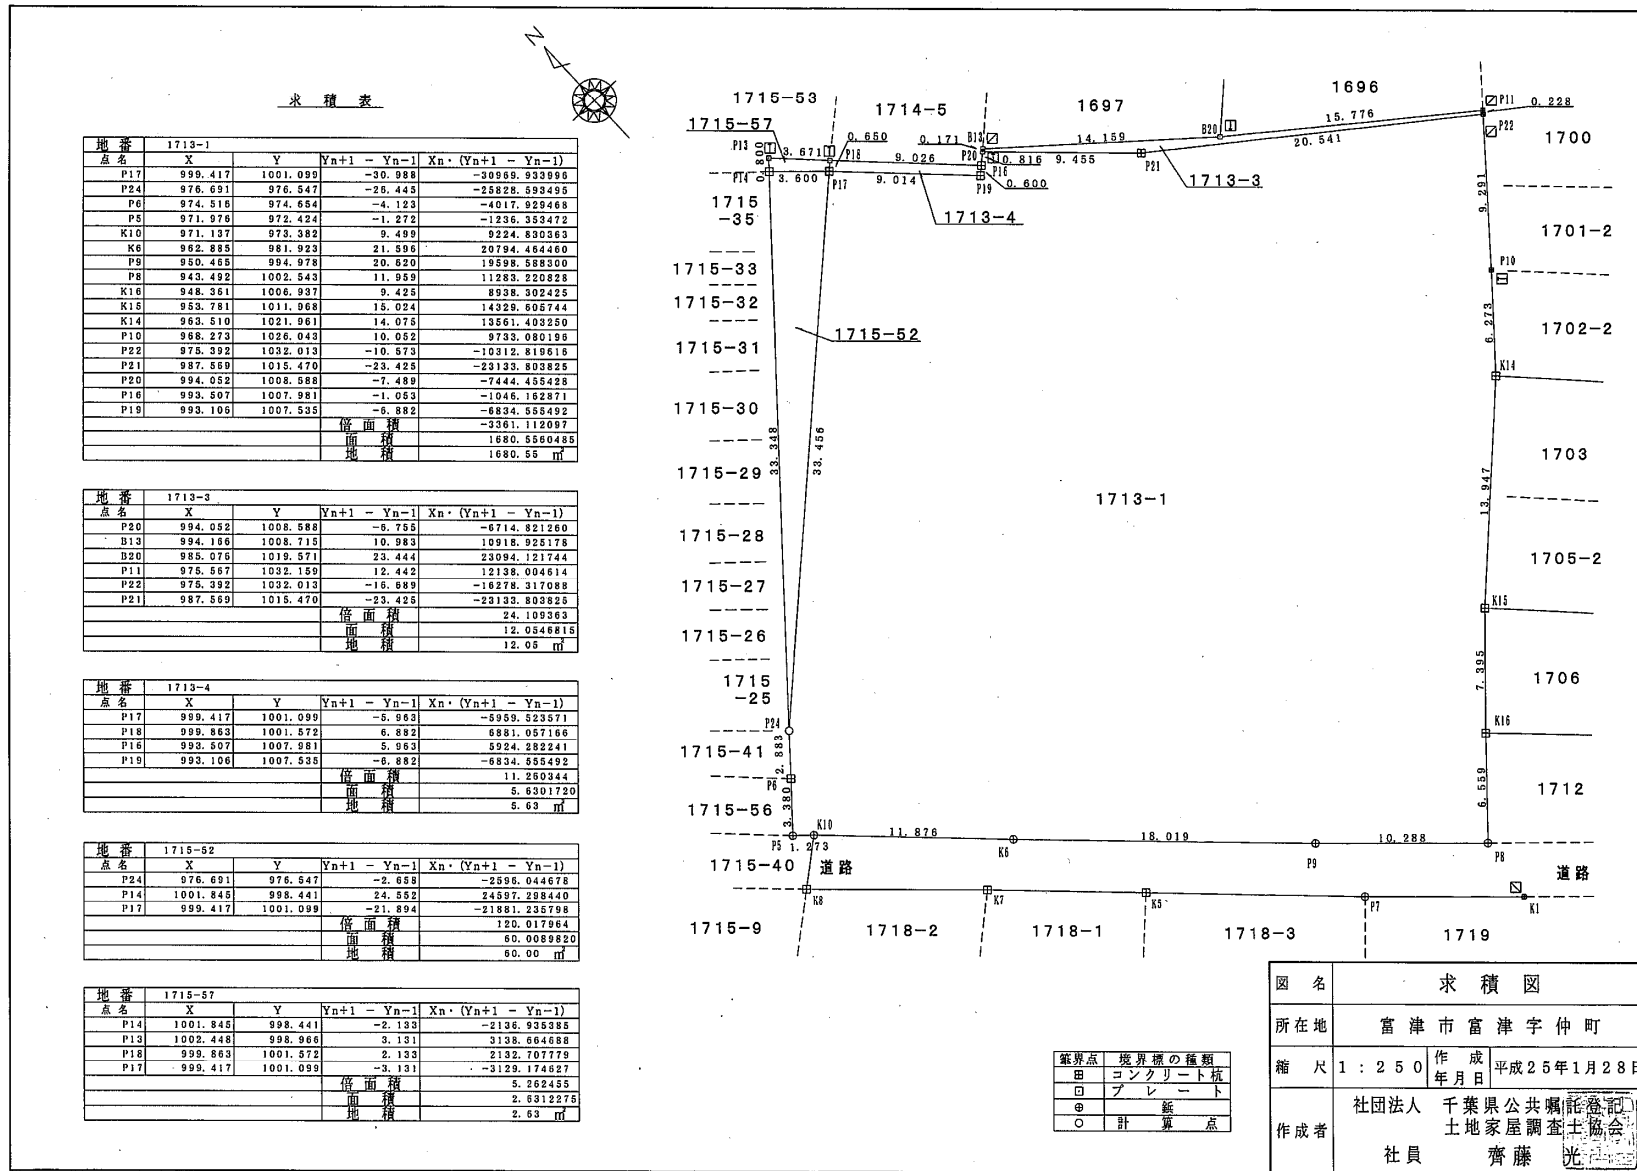 求積表
地番 1713-1
点名 X Y Yn+1 - Yn-1 Xn・(Yn+1 - Yn-1)
P17 999.417 1001.099 -30.988 -30969.933996
P24 976.691 976.547 -26.445 -25828.593495
P6 974.516 974.654 -4.123 -4017.929468
P5 971.976 972.424 -1.272 -1236.353472
K10 971.137 973.382 9.499 9224.830363
K6 962.885 981.923 21.596 20794.464460
P9 950.465 994.978 20.620 19598.588300
P8 943.492 1002.543 11.959 11283.220828
K16 948.361 1006.937 9.425 8938.302425
K15 953.781 1011.968 15.024 14329.605744
K14 963.510 1021.961 14.075 13561.403250
P10 968.273 1026.043 10.052 9733.080196
P22 975.392 1032.013 -10.573 -10312.819616
P21 987.569 1015.470 -23.425 -23133.803825
P20 994.052 1008.588 -7.489 -7444.455428
P16 993.507 1007.981 -1.053 -1046.162871
P19 993.106 1007.535 -6.882 -6834.555492
倍面積 -3361.112097
面積 1680.5560485
地積 1680.55 ㎡
地番 1713-3
点名 X Y Yn+1 - Yn-1 Xn・(Yn+1 - Yn-1)
P20 994.052 1008.588 -6.755 -6714.821260
B13 994.166 1008.715 10.983 10918.925178
B20 985.076 1019.571 23.444 23094.121744
P11 975.567 1032.159 12.442 12138.004614
P22 975.392 1032.013 -16.689 -16278.317088
P21 987.569 1015.470 -23.425 -23133.803825
倍面積 24.109363
面積 12.0546815
地積 12.05 ㎡
地番 1713-4
点名 X Y Yn+1 - Yn-1 Xn・(Yn+1 - Yn-1)
P17 999.417 1001.099 -5.963 -5959.523571
P18 999.863 1001.572 6.882 6881.057166
P16 993.507 1007.981 5.963 5924.282241
P19 993.106 1007.535 -6.882 -6834.555492
倍面積 11.260344
面積 5.6301720
地積 5.63 ㎡
地番 1715-52
点名 X Y Yn+1 - Yn-1 Xn・(Yn+1 - Yn-1)
P24 976.691 976.547 -2.658 -2596.044678
P14 1001.845 998.441 24.552 24597.298440
P17 999.417 1001.099 -21.894 -21881.235798
倍面積 120.017964
面積 60.0089820
地積 60.00 ㎡
地番 1715-57
点名 X Y Yn+1 - Yn-1 Xn・(Yn+1 - Yn-1)
P14 1001.845 998.441 -2.133 -2136.935385
P13 1002.448 998.966 3.131 3138.664688
P18 999.863 1001.572 2.133 2132.707779
P17 999.417 1001.099 -3.131 -3129.174627
倍面積 5.262455
面積 2.6312275
地積 2.63 ㎡
N
1715-53
1714-5
1697
1696
1700
1715-57
0.650
0.171
B13
14.159
B20
15.776
P11
0.228
P22
20.541
P13
3.671
P18
9.026
P20
0.816
9.455
P21
P16
1713-3
0.800
P14
3.600
P17
9.014
P19
0.600
1713-4
1715
-35
9.291
1701-2
P10
1715-33
1715-32
1715-31
1715-52
6.273
1702-2
K14
1715-30
33.348
33.456
1715-29
1713-1
13.947
1703
1715-28
1705-2
1715-27
K15
1715-26
7.395
1706
1715
-25
P24
K16
1715-41
2.883
P6
6.559
1712
1715-56
3.380
K10
P5
1.273
11.876
K6
18.019
P9
10.288
P8
1715-40
道路
道路
K8
K7
K5
P7
K1
1715-9
1718-2
1718-1
1718-3
1719
筆界点 境界標の種類
コンクリート杭
プレート
鋲
計算点
図名 求積図
所在地 富津市富津字仲町
縮尺 1:250 作成年月日 平成25年1月28日
作成者 社団法人 千葉県公共嘱託登記
土地家屋調査士協会
社員 齊藤 光